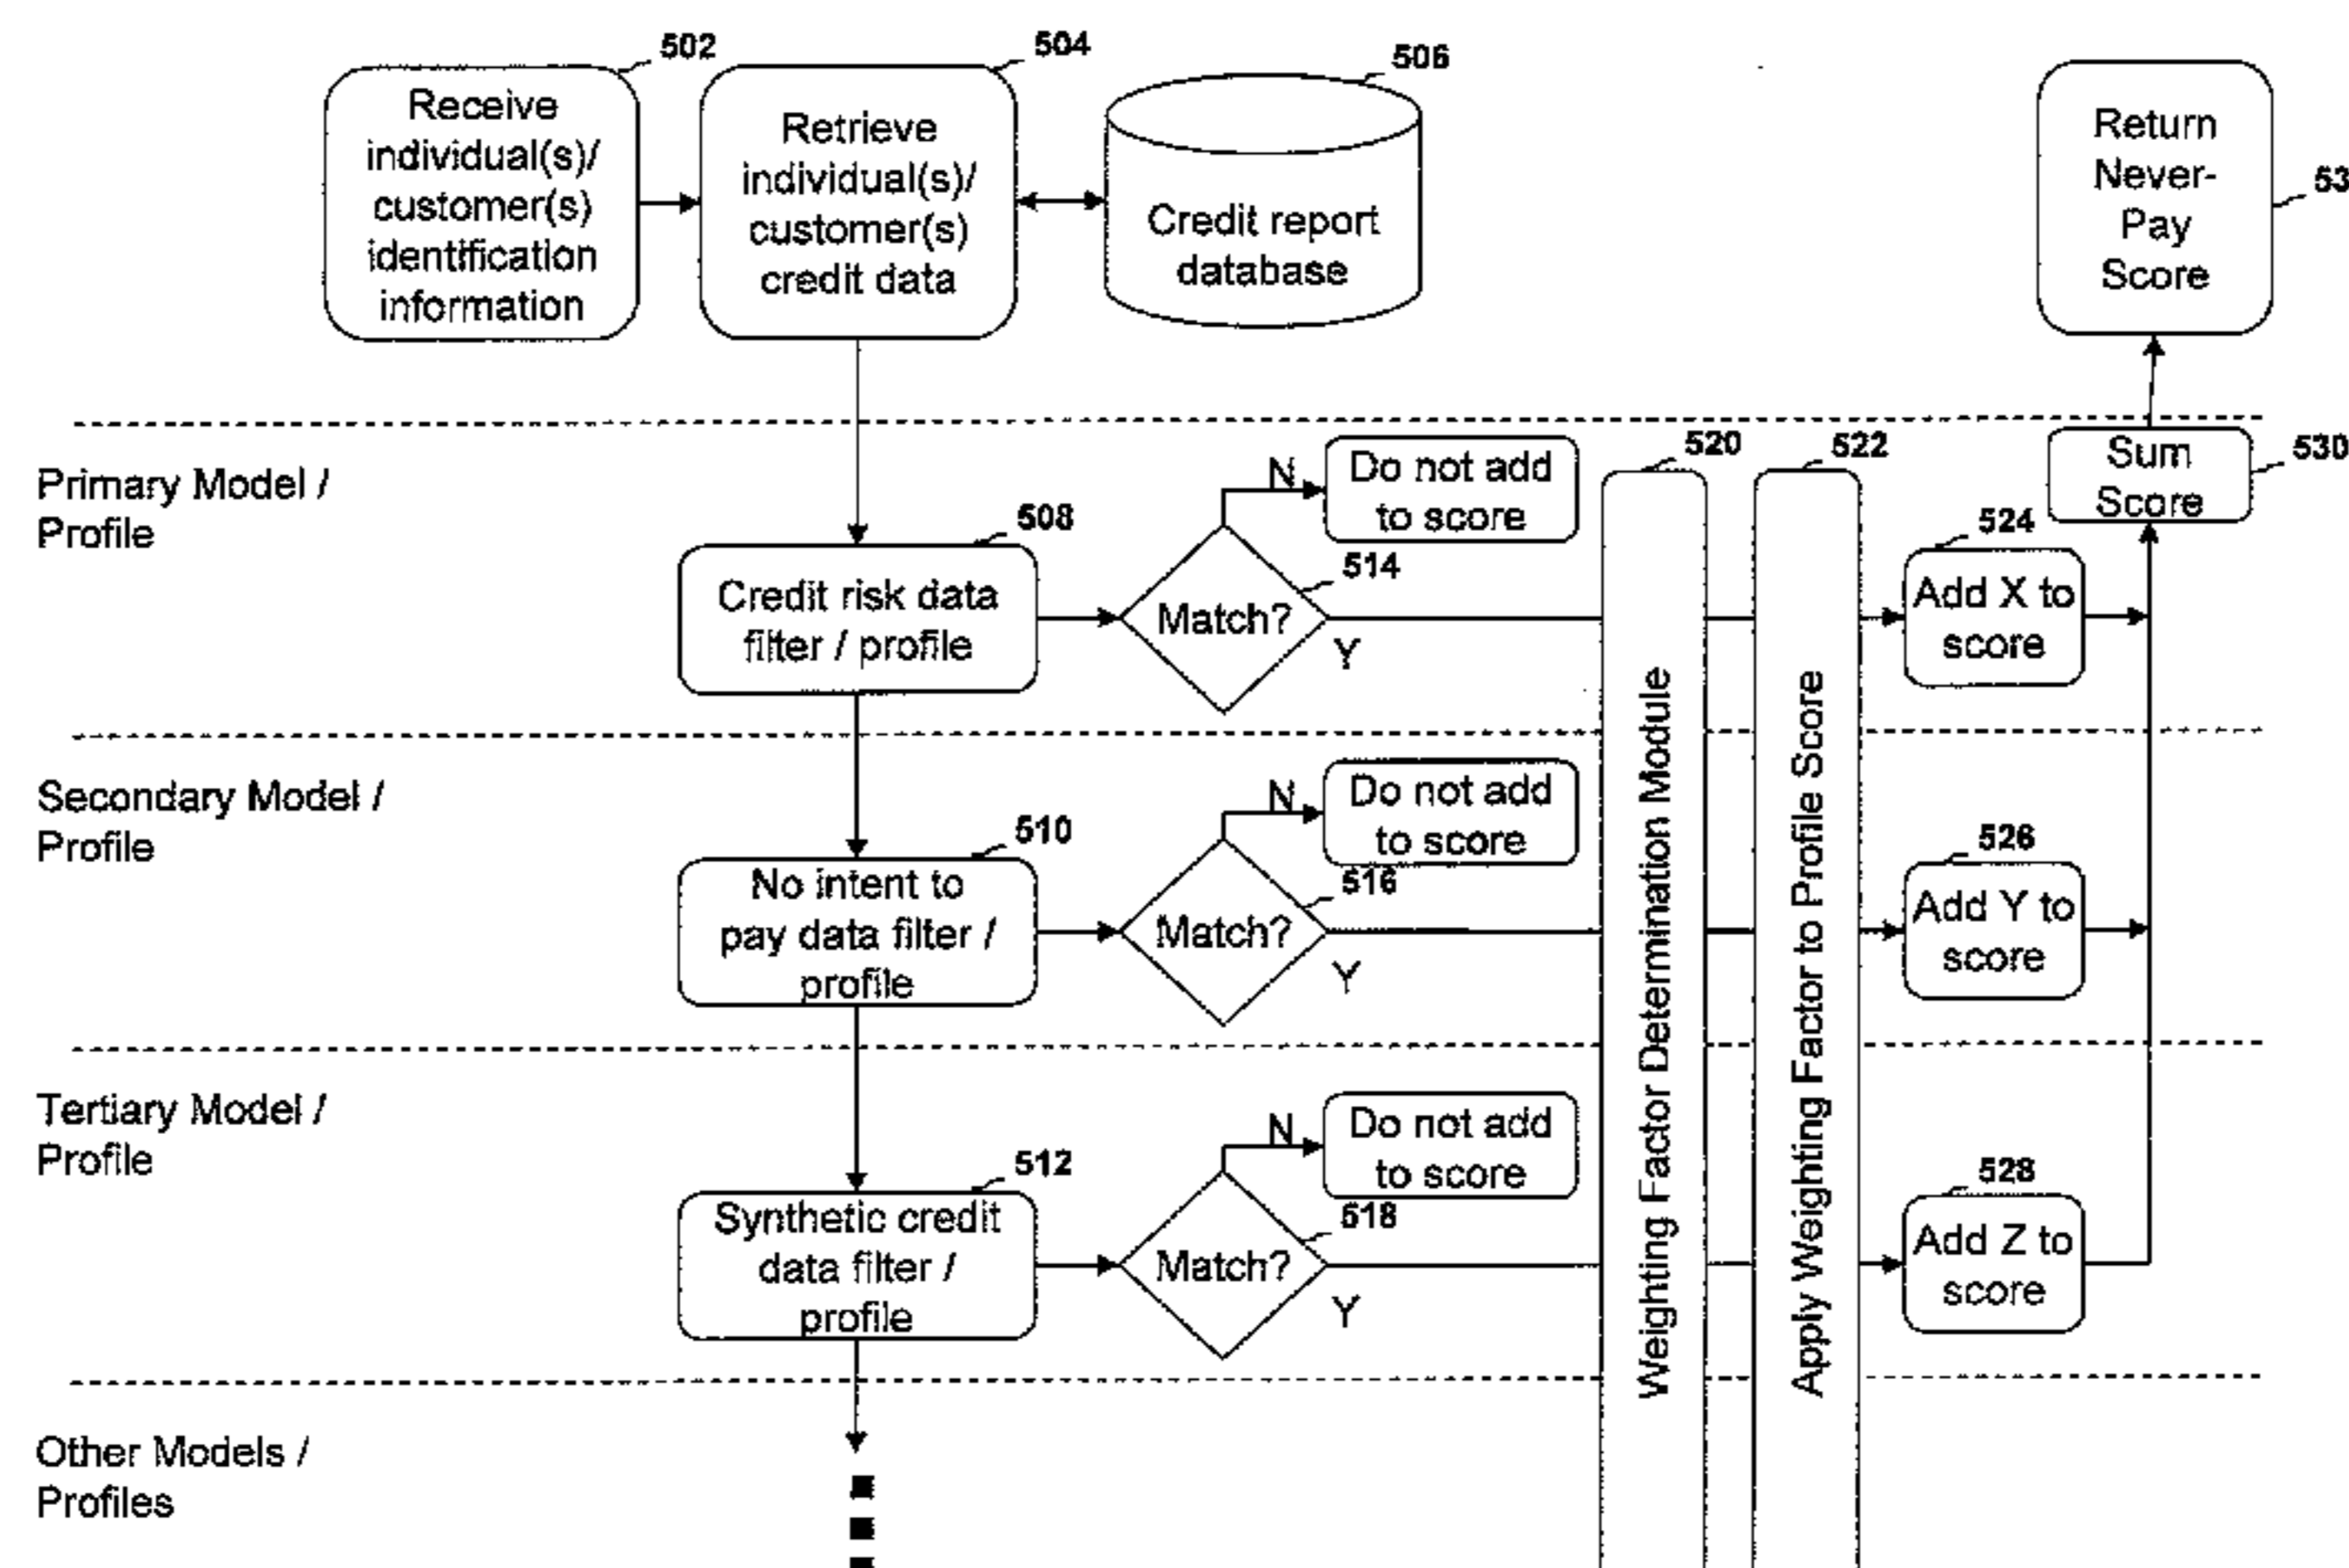 502
Receive
individual(s)/
customer(s)
identification
information
504
Retrieve
individual(s)/
customer(s)
credit data
506
Credit report
database
Return
Never-
Pay
Score
53
Primary Model /
Profile
508
Credit risk data
filter / profile
N
Do not add
to score
514
Match?
Y
520
Weighting Factor Determination Module
522
Apply Weighting Factor to Profile Score
524
Add X to
score
Sum
Score
530
Secondary Model /
Profile
510
No intent to
pay data filter /
profile
N
Do not add
to score
516
Match?
Y
526
Add Y to
score
Tertiary Model /
Profile
512
Synthetic credit
data filter /
profile
N
Do not add
to score
518
Match?
Y
528
Add Z to
score
Other Models /
Profiles